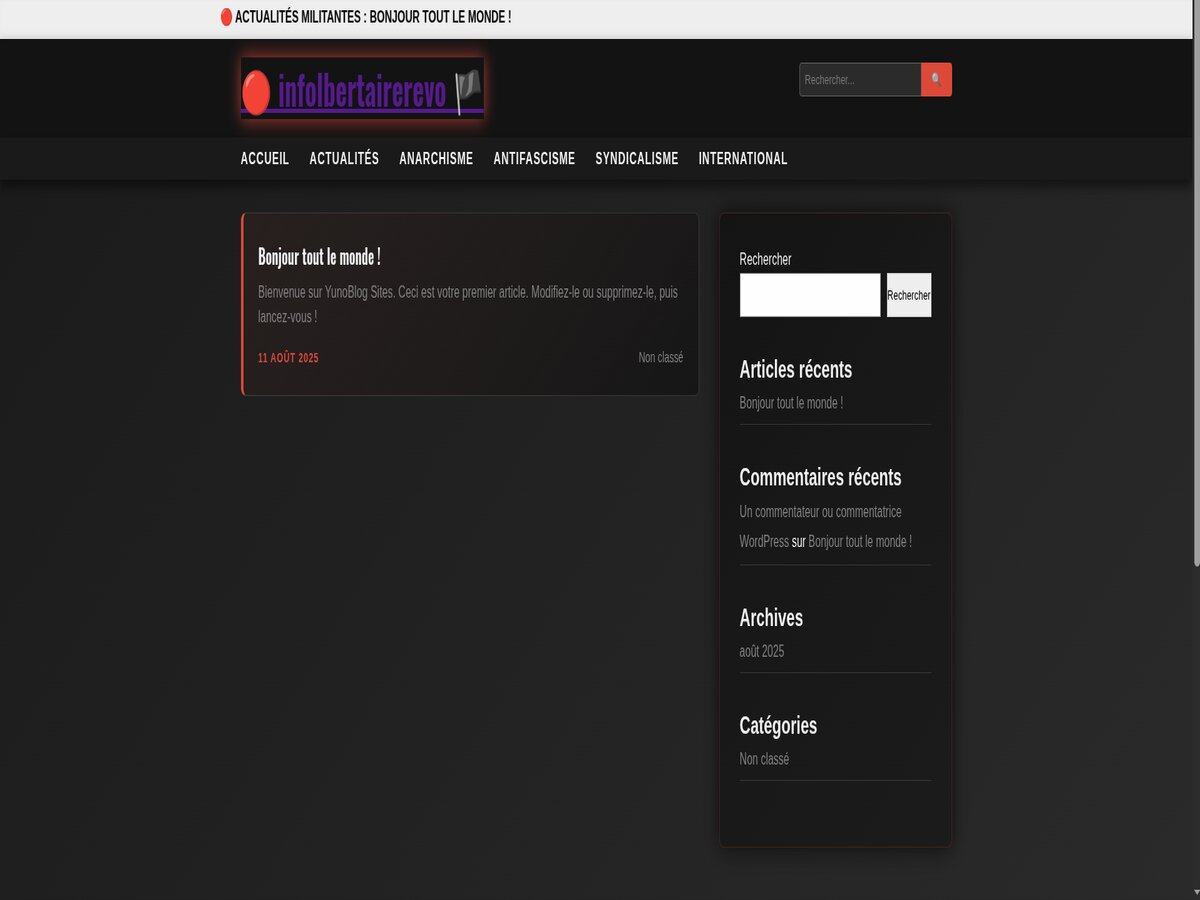 🔴 ACTUALITÉS MILITANTES : BONJOUR TOUT LE MONDE !
🔴 infolbertairerevo 🏴
Rechercher...
ACCUEIL ACTUALITÉS ANARCHISME ANTIFASCISME SYNDICALISME INTERNATIONAL
Bonjour tout le monde !
Bienvenue sur YunoBlog Sites. Ceci est votre premier article. Modifiez-le ou supprimez-le, puis
lancez-vous !
11 AOÛT 2025 Non classé
Rechercher
Rechercher
Articles récents
Bonjour tout le monde !
Commentaires récents
Un commentateur ou commentatrice
WordPress sur Bonjour tout le monde !
Archives
août 2025
Catégories
Non classé